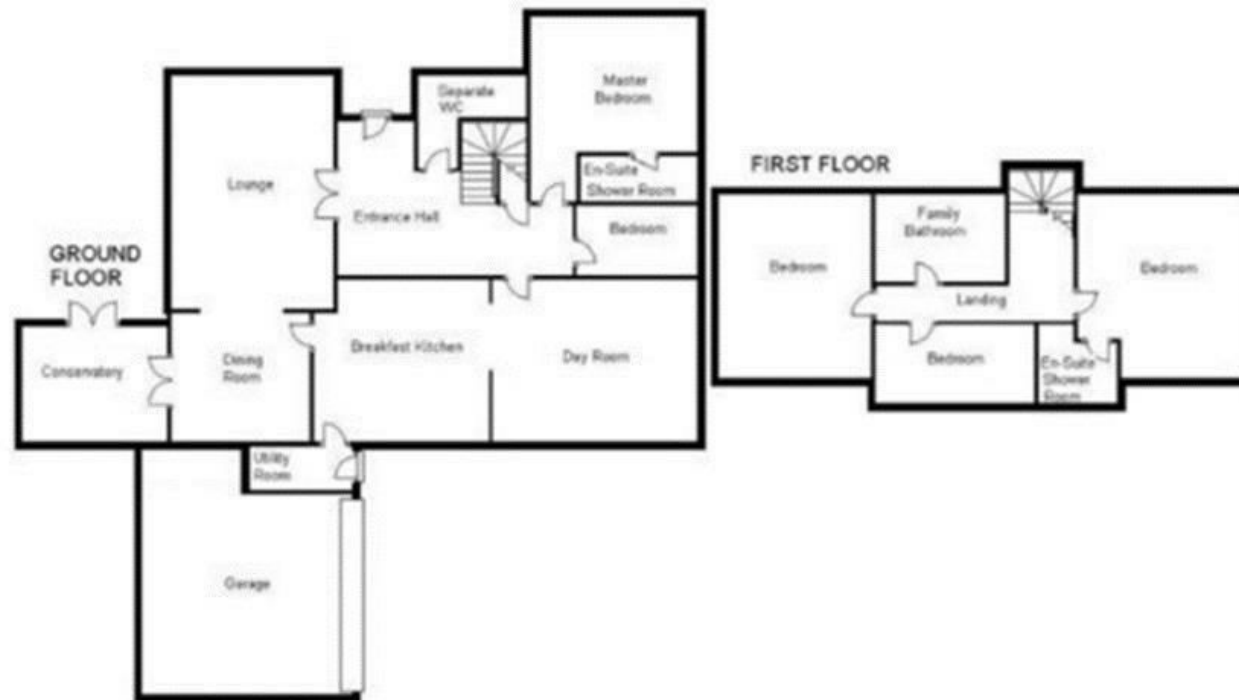 Master
Bedroom
Separate
WC
En-Suite
Shower Room
Lounge
Entrance Hall
Bedroom
GROUND
FLOOR
Conservatory
Dining
Room
Breakfast Kitchen
Day Room
Utility
Room
Garage
FIRST FLOOR
Family
Bathroom
Bedroom
Bedroom
Landing
Bedroom
En-Suite
Shower
Room